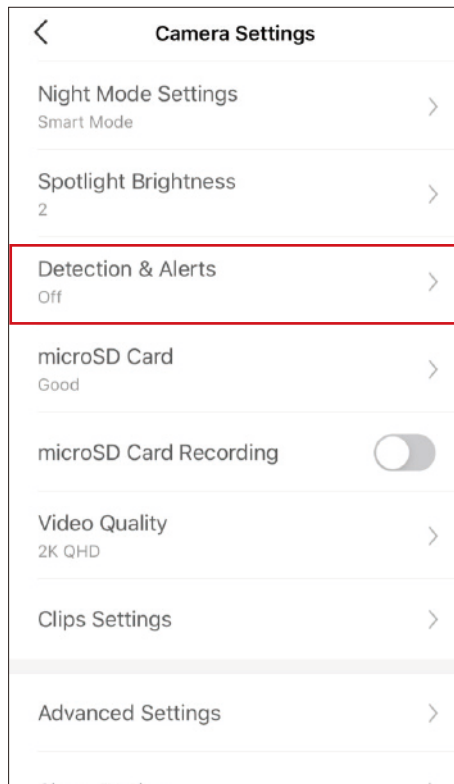 Camera Settings
Night Mode Settings
Smart Mode
Spotlight Brightness
2
Detection & Alerts
Off
microSD Card
Good
microSD Card Recording
Video Quality
2K QHD
Clips Settings
Advanced Settings